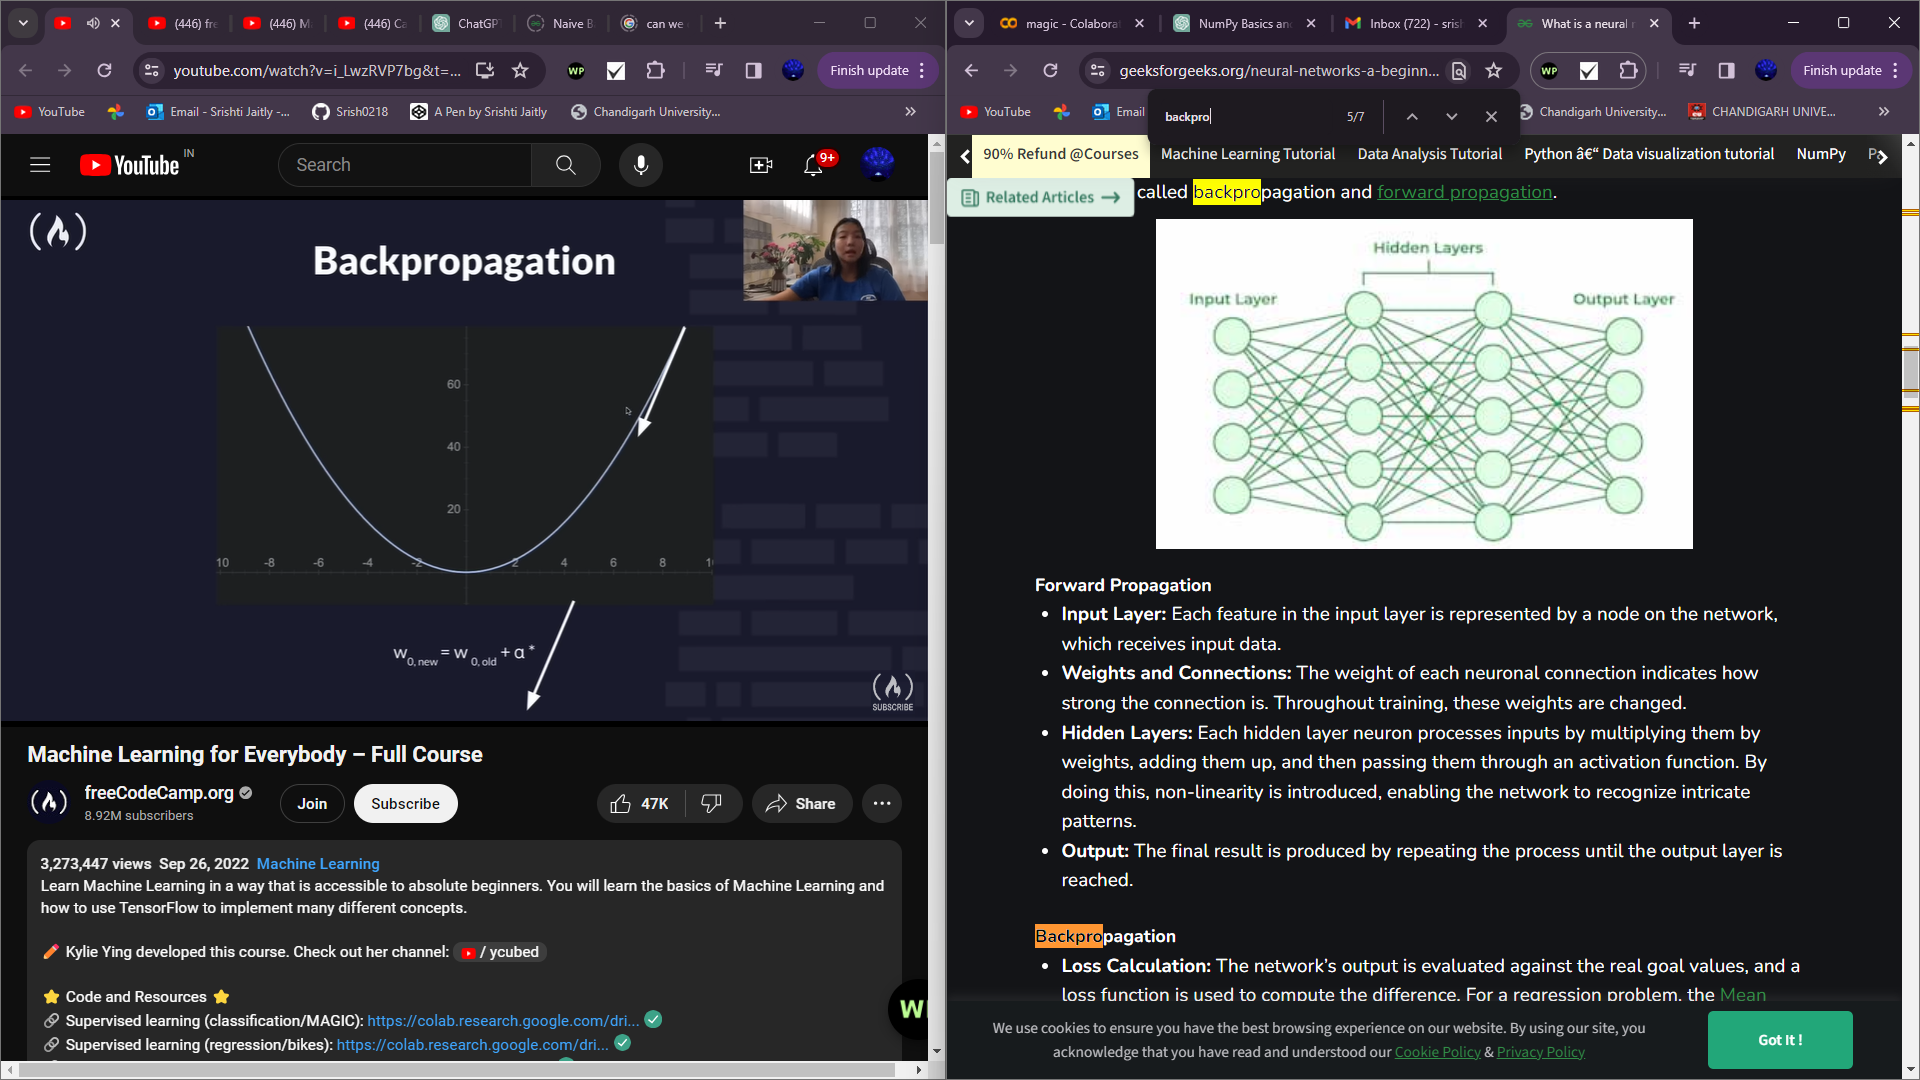 (446) fre
(446) M
(446) Ca
ChatGP
Naive B
can we
youtube.com/watch?v=i_LwzRVP7bg&t=...
Finish update
YouTube
Email - Srishti Jaitly -...
Srish0218
A Pen by Srishti Jaitly
Chandigarh University...
YouTube IN
Search
9+
Backpropagation
60
40
20
10 -8 -6 -4 -2 2 4 6 8 1
w0, new = w 0, old + α *
SUBSCRIBE
Machine Learning for Everybody – Full Course
freeCodeCamp.org
8.92M subscribers
Join
Subscribe
47K
Share
3,273,447 views Sep 26, 2022 Machine Learning
Learn Machine Learning in a way that is accessible to absolute beginners. You will learn the basics of Machine Learning and
how to use TensorFlow to implement many different concepts.
Kylie Ying developed this course. Check out her channel: / ycubed
⭐ Code and Resources ⭐
🔗 Supervised learning (classification/MAGIC): https://colab.research.google.com/dri...
🔗 Supervised learning (regression/bikes): https://colab.research.google.com/dri...
WP
magic - Colabora
NumPy Basics an
Inbox (722) - srish
What is a neural n
geeksforgeeks.org/neural-networks-a-beginn...
WP
Finish update
YouTube
Email
Chandigarh University...
CHANDIGARH UNIVE...
backpro
5/7
90% Refund @Courses
Machine Learning Tutorial
Data Analysis Tutorial
Python â€“ Data visualization tutorial
NumPy
Related Articles →
called backpropagation and forward propagation.
Hidden Layers
Input Layer
Output Layer
Forward Propagation
• Input Layer: Each feature in the input layer is represented by a node on the network,
which receives input data.
• Weights and Connections: The weight of each neuronal connection indicates how
strong the connection is. Throughout training, these weights are changed.
• Hidden Layers: Each hidden layer neuron processes inputs by multiplying them by
weights, adding them up, and then passing them through an activation function. By
doing this, non-linearity is introduced, enabling the network to recognize intricate
patterns.
• Output: The final result is produced by repeating the process until the output layer is
reached.
Backpropagation
• Loss Calculation: The network's output is evaluated against the real goal values, and a
loss function is used to compute the difference. For a regression problem, the Mean
We use cookies to ensure you have the best browsing experience on our website. By using our site, you
acknowledge that you have read and understood our Cookie Policy & Privacy Policy
Got It !